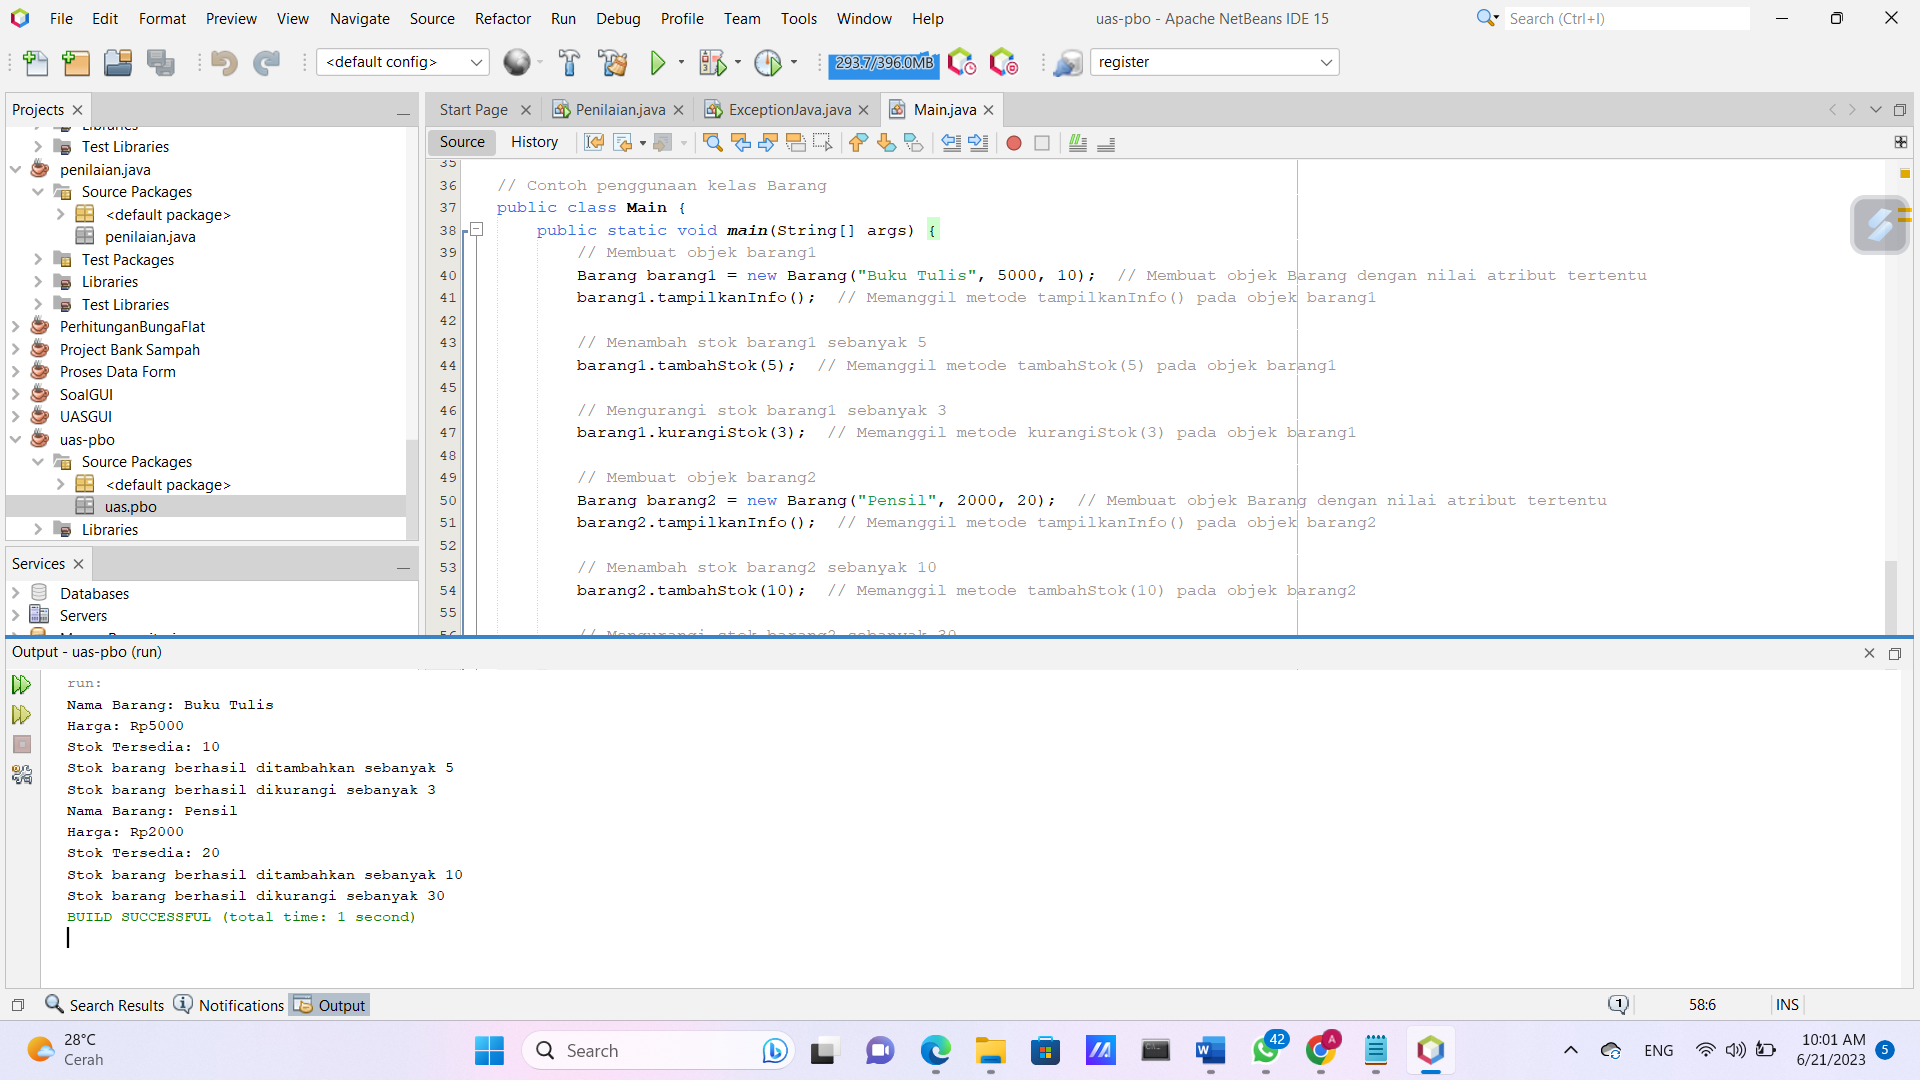 File Edit Format Preview View Navigate Source Refactor Run Debug Profile Team Tools Window Help
uas-pbo - Apache NetBeans IDE 15
Search (Ctrl+I)
<default config>
293.7/396.0MB
register
Projects
Start Page
Penilaian.java
ExceptionJava.java
Main.java
Source History
Libraries
Test Libraries
penilaian.java
Source Packages
<default package>
penilaian.java
Test Packages
Libraries
Test Libraries
PerhitunganBungaFlat
Project Bank Sampah
Proses Data Form
SoalGUI
UASGUI
uas-pbo
Source Packages
<default package>
uas.pbo
Libraries
Services
Databases
Servers
35
36 // Contoh penggunaan kelas Barang
37 public class Main {
38 public static void main(String[] args) {
39 // Membuat objek barang1
40 Barang barang1 = new Barang("Buku Tulis", 5000, 10); // Membuat objek Barang dengan nilai atribut tertentu
41 barang1.tampilkanInfo(); // Memanggil metode tampilkanInfo() pada objek barang1
42
43 // Menambah stok barang1 sebanyak 5
44 barang1.tambahStok(5); // Memanggil metode tambahStok(5) pada objek barang1
45
46 // Mengurangi stok barang1 sebanyak 3
47 barang1.kurangiStok(3); // Memanggil metode kurangiStok(3) pada objek barang1
48
49 // Membuat objek barang2
50 Barang barang2 = new Barang("Pensil", 2000, 20); // Membuat objek Barang dengan nilai atribut tertentu
51 barang2.tampilkanInfo(); // Memanggil metode tampilkanInfo() pada objek barang2
52
53 // Menambah stok barang2 sebanyak 10
54 barang2.tambahStok(10); // Memanggil metode tambahStok(10) pada objek barang2
55
56 // Mengurangi stok barang2 sebanyak 30
Output - uas-pbo (run)
run:
Nama Barang: Buku Tulis
Harga: Rp5000
Stok Tersedia: 10
Stok barang berhasil ditambahkan sebanyak 5
Stok barang berhasil dikurangi sebanyak 3
Nama Barang: Pensil
Harga: Rp2000
Stok Tersedia: 20
Stok barang berhasil ditambahkan sebanyak 10
Stok barang berhasil dikurangi sebanyak 30
BUILD SUCCESSFUL (total time: 1 second)
Search Results Notifications Output
1
58:6
INS
28°C
Cerah
Search
42
A
ENG
10:01 AM
6/21/2023
5